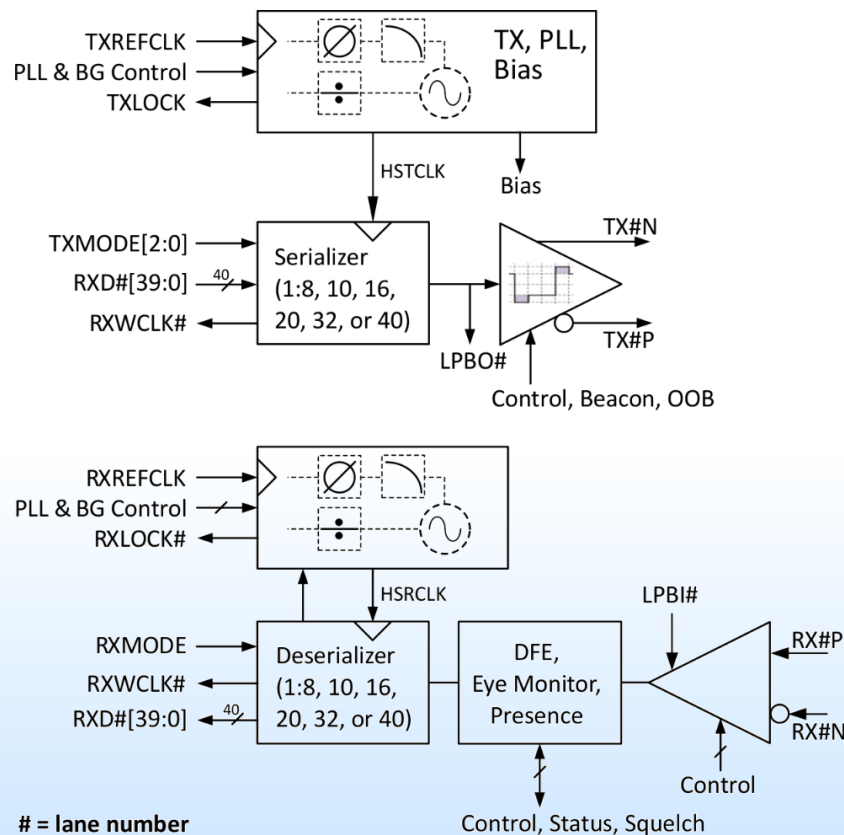 TXREFCLK
PLL & BG Control
TXLOCK
TX, PLL,
Bias
HSTCLK
Bias
TXMODE[2:0]
RXD#[39:0]
40
RXWCLK#
Serializer
(1:8, 10, 16,
20, 32, or 40)
LPBO#
TX#N
TX#P
Control, Beacon, OOB
RXREFCLK
PLL & BG Control
RXLOCK#
HSRCLK
RXMODE
RXWCLK#
RXD#[39:0]
40
Deserializer
(1:8, 10, 16,
20, 32, or 40)
DFE,
Eye Monitor,
Presence
LPBI#
RX#P
RX#N
Control
Control, Status, Squelch
# = lane number